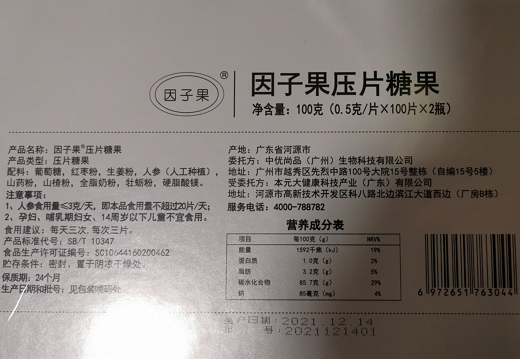 因子果®
因子果压片糖果
净含量：100克（0.5克/片×100片×2瓶）
产品名称：因子果®压片糖果
产品类型：压片糖果
配料：葡萄糖，红枣粉，生姜粉，人参（人工种植），
山药粉，山楂粉，全脂奶粉，牡蛎粉，硬脂酸镁。
注意事项：
1、人参食用量≤3克/天，即本品食用量不超过20片/天；
2、孕妇、哺乳期妇女、14周岁以下儿童不宜食用。
食用建议：每天三次，每次三片。
产品标准代号：SB/T 10347
食品生产许可证编号：SC10644160200462
贮存条件：密封，置于阴凉干燥处。
保质期：24个月
生产日期和批号：见包装喷码处
产地：广东省河源市
委托方：中优尚品（广州）生物科技有限公司
地址：广州市越秀区先烈中路100号大院15号整栋（自编15号5楼）
受委托方：本元大健康科技产业（广东）有限公司
地址：河源市高新技术开发区科八路北边滨江大道西边（厂房B栋）
服务电话：4000-788782
营养成分表
项目 每100克（g） NRV%
能量 1592千焦（kJ） 19%
蛋白质 1.0克（g） 2%
脂肪 3.2克（g） 5%
碳水化合物 85.7克（g） 29%
钠 85毫克（mg） 4%
6 972651 763044
生产日期：2021.12.14
批 号：2021121401